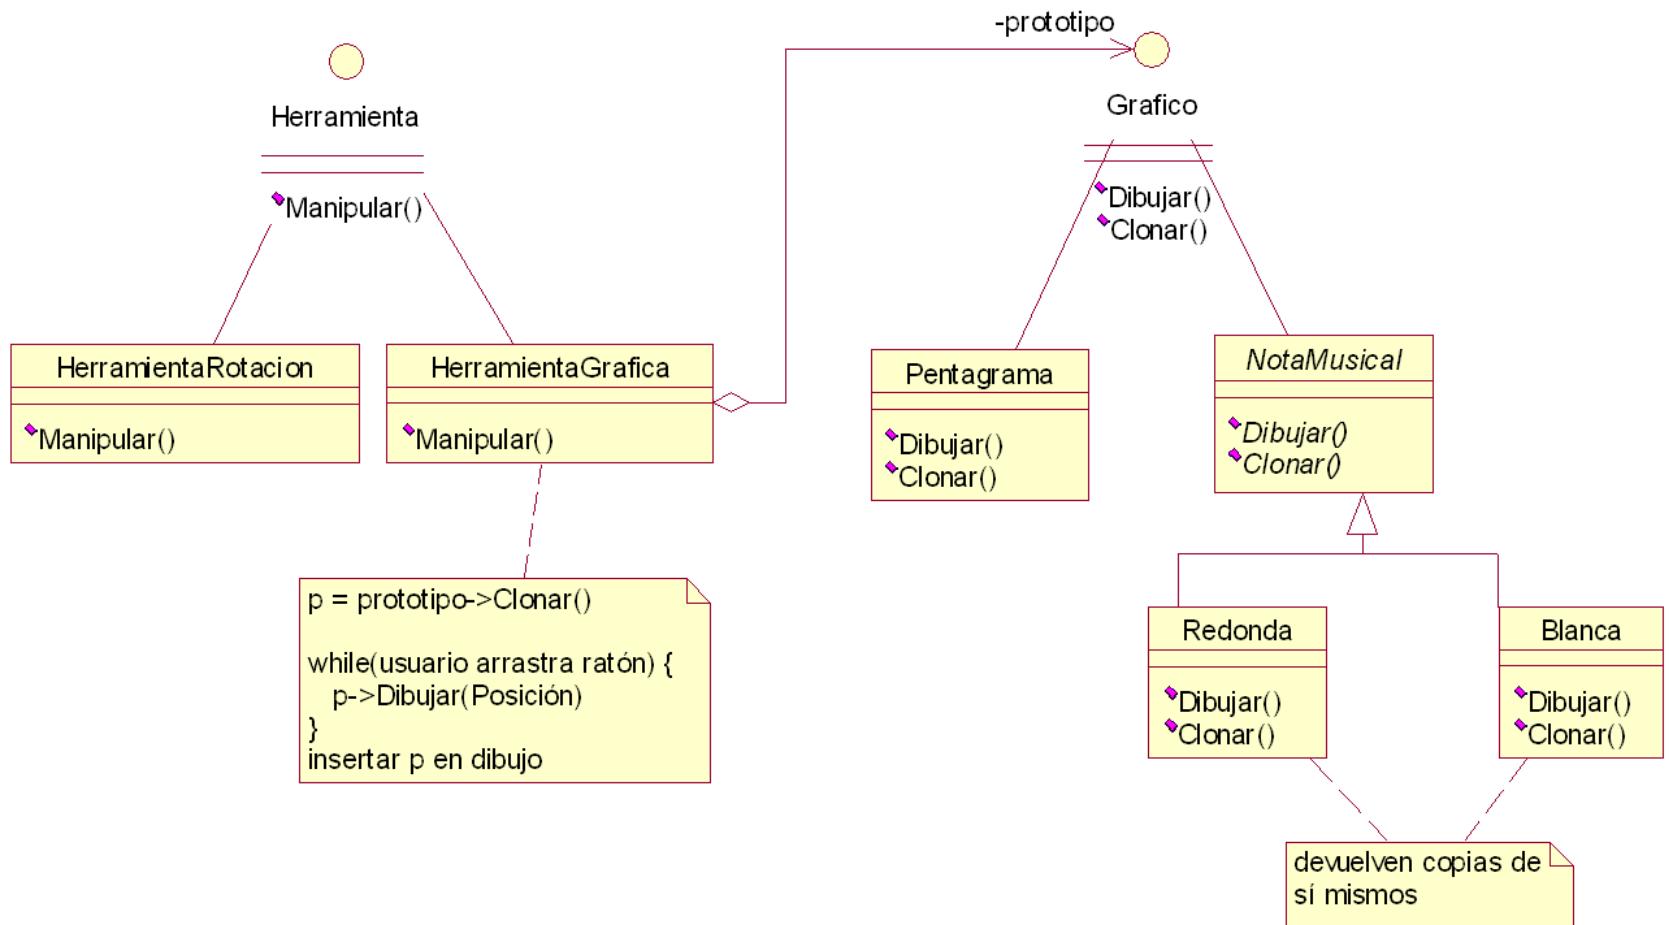 -prototipo
Herramienta
Manipular()
Grafico
Dibujar()
Clonar()
HerramientaRotacion
Manipular()
HerramientaGrafica
Manipular()
Pentagrama
Dibujar()
Clonar()
NotaMusical
Dibujar()
Clonar()
p = prototipo->Clonar()
while(usuario arrastra ratón) {
p->Dibujar(Posición)
}
insertar p en dibujo
Redonda
Dibujar()
Clonar()
Blanca
Dibujar()
Clonar()
devuelven copias de
sí mismos